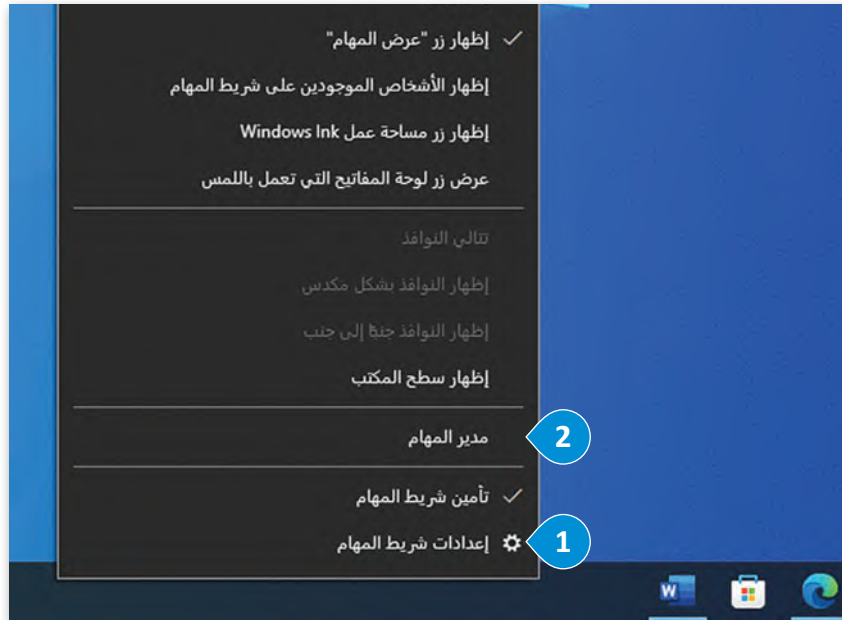 إظهار زر "عرض المهام"
إظهار الأشخاص الموجودين على شريط المهام
إظهار زر مساحة عمل Windows Ink
عرض زر لوحة المفاتيح التي تعمل باللمس
تتالي النوافذ
إظهار النوافذ بشكل مكدس
إظهار النوافذ جنبًا إلى جنب
إظهار سطح المكتب
2 مدير المهام
تأمين شريط المهام
1 إعدادات شريط المهام
W